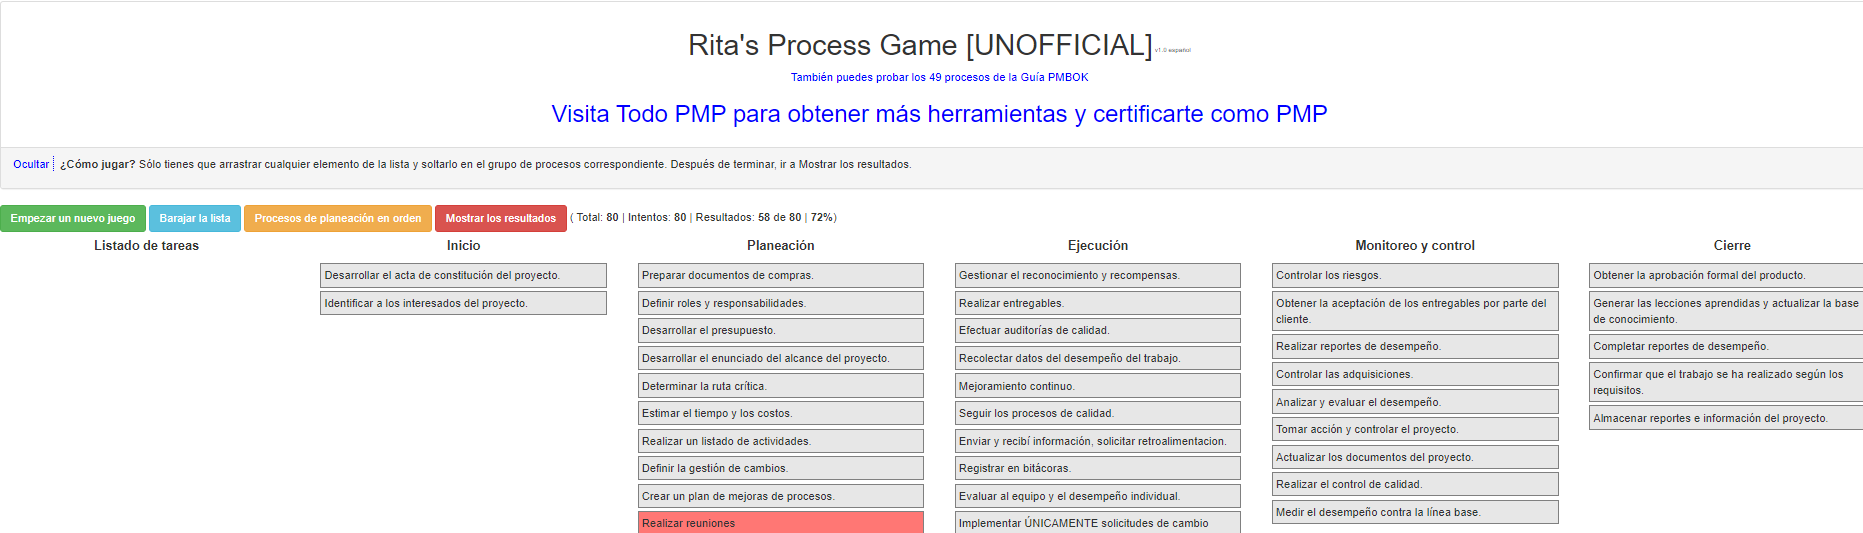 Rita's Process Game [UNOFFICIAL] v1.0 español
También puedes probar los 49 procesos de la Guía PMBOK
Visita Todo PMP para obtener más herramientas y certificarte como PMP
Ocultar ¿Cómo jugar? Sólo tienes que arrastrar cualquier elemento de la lista y soltarlo en el grupo de procesos correspondiente. Después de terminar, ir a Mostrar los resultados.
Empezar un nuevo juego Barajar la lista Procesos de planeación en orden Mostrar los resultados ( Total: 80 | Intentos: 80 | Resultados: 58 de 80 | 72%)
Listado de tareas
Inicio
Desarrollar el acta de constitución del proyecto.
Identificar a los interesados del proyecto.
Planeación
Preparar documentos de compras.
Definir roles y responsabilidades.
Desarrollar el presupuesto.
Desarrollar el enunciado del alcance del proyecto.
Determinar la ruta crítica.
Estimar el tiempo y los costos.
Realizar un listado de actividades.
Definir la gestión de cambios.
Crear un plan de mejoras de procesos.
Realizar reuniones
Ejecución
Gestionar el reconocimiento y recompensas.
Realizar entregables.
Efectuar auditorías de calidad.
Recolectar datos del desempeño del trabajo.
Mejoramiento continuo.
Seguir los procesos de calidad.
Enviar y recibí información, solicitar retroalimentacion.
Registrar en bitácoras.
Evaluar al equipo y el desempeño individual.
Implementar ÚNICAMENTE solicitudes de cambio
Monitoreo y control
Controlar los riesgos.
Obtener la aceptación de los entregables por parte del
cliente.
Realizar reportes de desempeño.
Controlar las adquisiciones.
Analizar y evaluar el desempeño.
Tomar acción y controlar el proyecto.
Actualizar los documentos del proyecto.
Realizar el control de calidad.
Medir el desempeño contra la línea base.
Cierre
Obtener la aprobación formal del producto.
Generar las lecciones aprendidas y actualizar la base
de conocimiento.
Completar reportes de desempeño.
Confirmar que el trabajo se ha realizado según los
requisitos.
Almacenar reportes e información del proyecto.